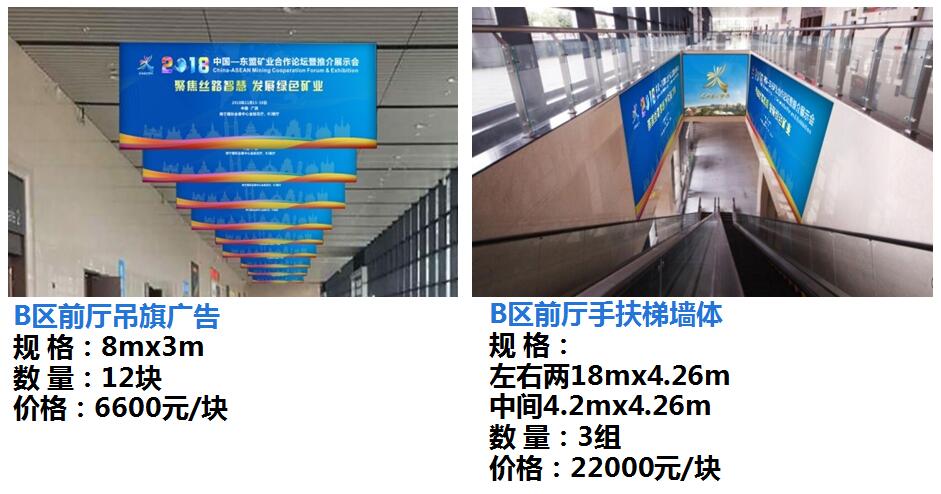 2018 中国—东盟矿业合作论坛暨推介展示会
China-ASEAN Mining Cooperation Forum & Exhibition
聚焦丝路智慧 发展绿色矿业
B区前厅吊旗广告
规 格：8mx3m
数 量：12块
价格：6600元/块
B区前厅手扶梯墙体
规 格：
左右两18mx4.26m
中间4.2mx4.26m
数 量：3组
价格：22000元/块